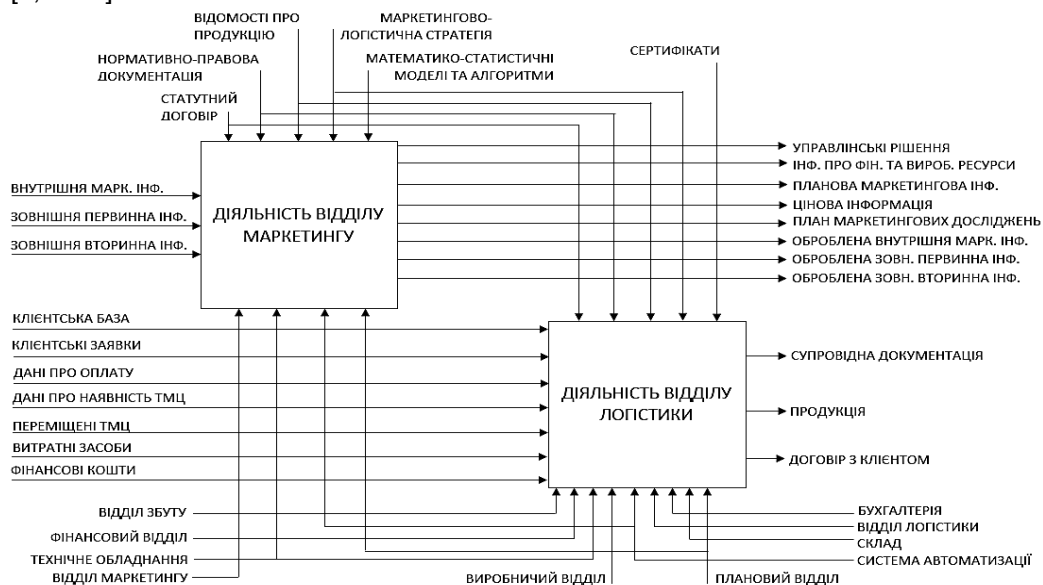 ВІДОМОСТІ ПРО
ПРОДУКЦІЮ
МАРКЕТИНГОВО-
ЛОГІСТИЧНА СТРАТЕГІЯ
СЕРТИФІКАТИ
НОРМАТИВНО-ПРАВОВА
ДОКУМЕНТАЦІЯ
МАТЕМАТИКО-СТАТИСТИЧНІ
МОДЕЛІ ТА АЛГОРИТМИ
СТАТУТНИЙ
ДОГОВІР
ВНУТРІШНЯ МАРК. ІНФ.
ЗОВНІШНЯ ПЕРВИННА ІНФ.
ЗОВНІШНЯ ВТОРИННА ІНФ.
ДІЯЛЬНІСТЬ ВІДДІЛУ
МАРКЕТИНГУ
УПРАВЛІНСЬКІ РІШЕННЯ
ІНФ. ПРО ФІН. ТА ВИРОБ. РЕСУРСИ
ПЛАНОВА МАРКЕТИНГОВА ІНФ.
ЦІНОВА ІНФОРМАЦІЯ
ПЛАН МАРКЕТИНГОВИХ ДОСЛІДЖЕНЬ
ОБРОБЛЕНА ВНУТРІШНЯ МАРК. ІНФ.
ОБРОБЛЕНА ЗОВН. ПЕРВИННА ІНФ.
ОБРОБЛЕНА ЗОВН. ВТОРИННА ІНФ.
КЛІЄНТСЬКА БАЗА
КЛІЄНТСЬКІ ЗАЯВКИ
ДАНІ ПРО ОПЛАТУ
ДАНІ ПРО НАЯВНІСТЬ ТМЦ
ПЕРЕМІЩЕНІ ТМЦ
ВИТРАТНІ ЗАСОБИ
ФІНАНСОВІ КОШТИ
ДІЯЛЬНІСТЬ ВІДДІЛУ
ЛОГІСТИКИ
СУПРОВІДНА ДОКУМЕНТАЦІЯ
ПРОДУКЦІЯ
ДОГОВІР З КЛІЄНТОМ
ВІДДІЛ ЗБУТУ
ФІНАНСОВИЙ ВІДДІЛ
ТЕХНІЧНЕ ОБЛАДНАННЯ
ВІДДІЛ МАРКЕТИНГУ
ВИРОБНИЧИЙ ВІДДІЛ
ПЛАНОВИЙ ВІДДІЛ
БУХГАЛТЕРІЯ
ВІДДІЛ ЛОГІСТИКИ
СКЛАД
СИСТЕМА АВТОМАТИЗАЦІЇ